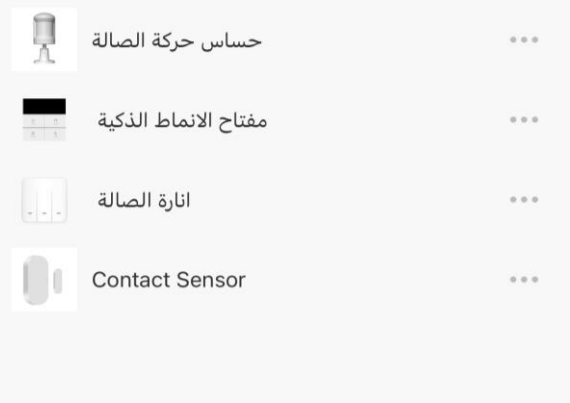 حساس حركة الصالة
مفتاح الانماط الذكية
انارة الصالة
Contact Sensor